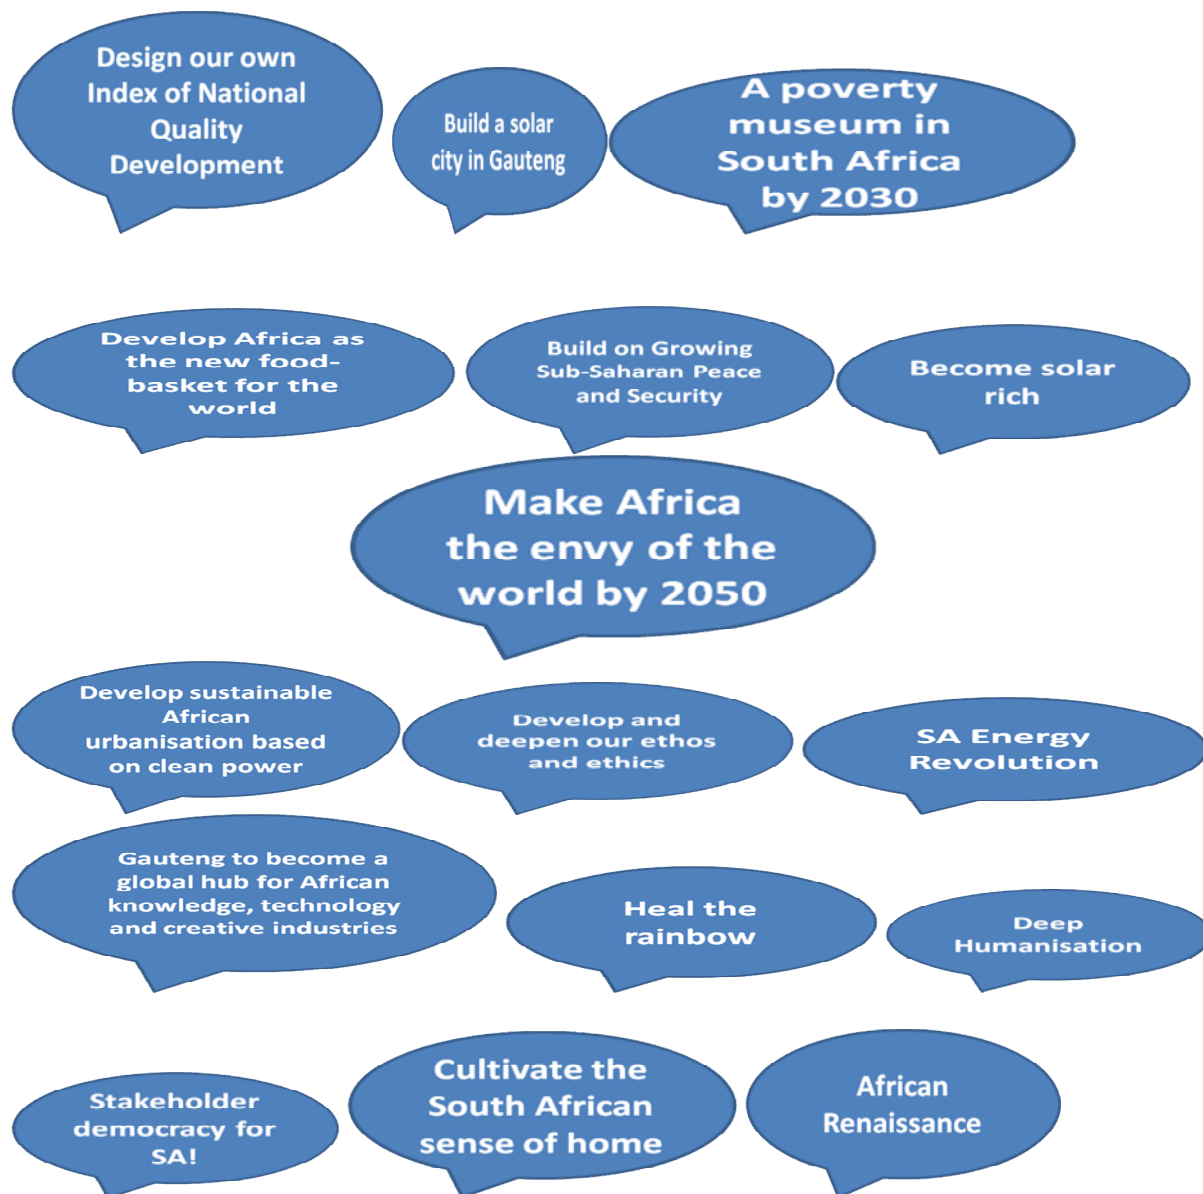 Design our own
Index of National
Quality
Development
Build a solar
city in Gauteng
A poverty
museum in
South Africa
by 2030
Develop Africa as
the new food-
basket for the
world
Build on Growing
Sub-Saharan Peace
and Security
Become solar
rich
Make Africa
the envy of the
world by 2050
Develop sustainable
African
urbanisation based
on clean power
Develop and
deepen our ethos
and ethics
SA Energy
Revolution
Gauteng to become a
global hub for African
knowledge, technology
and creative industries
Heal the
rainbow
Deep
Humanisation
Stakeholder
democracy for
SA!
Cultivate the
South African
sense of home
African
Renaissance